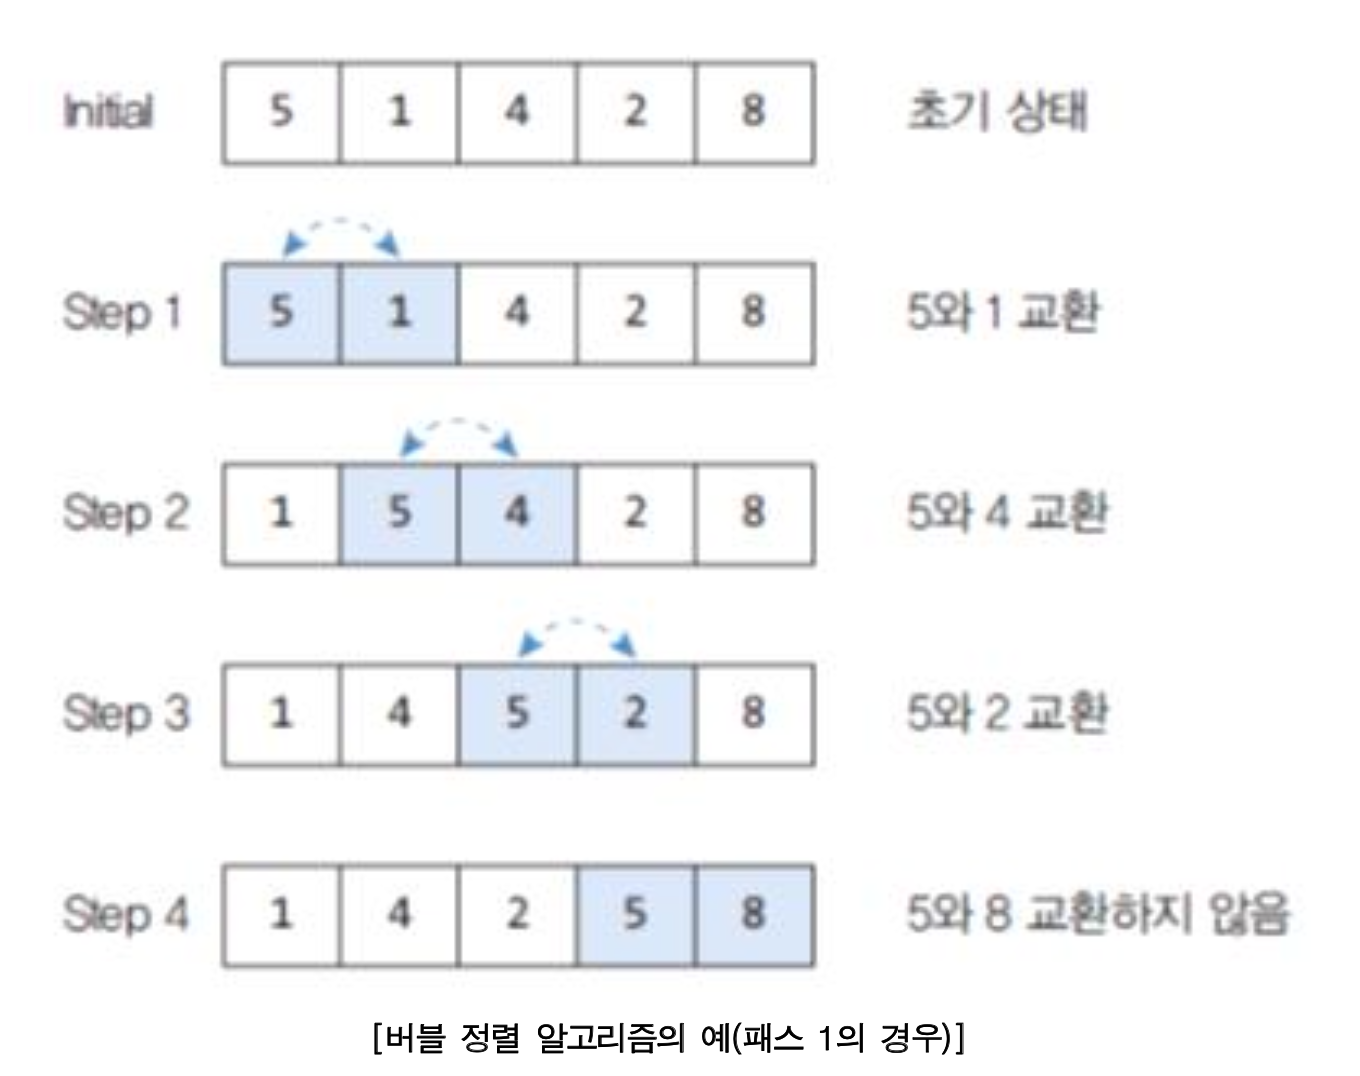 Initial 5 1 4 2 8 초기 상태
Step 1 5 1 4 2 8 5와 1 교환
Step 2 1 5 4 2 8 5와 4 교환
Step 3 1 4 5 2 8 5와 2 교환
Step 4 1 4 2 5 8 5와 8 교환하지 않음
[버블 정렬 알고리즘의 예(패스 1의 경우)]